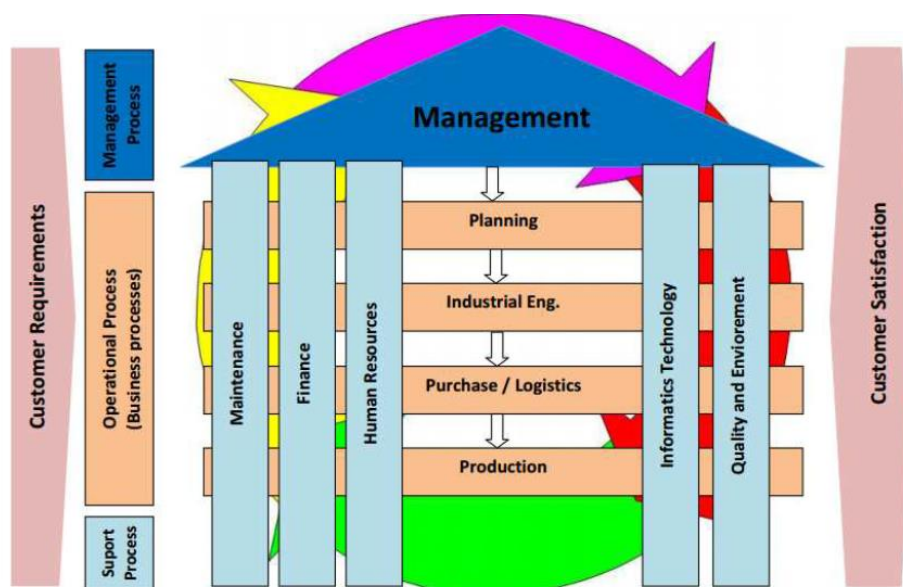 Customer Requirements
Management
Process
Operational Process
(Business processes)
Suport
Process
Management
Planning
Industrial Eng.
Purchase / Logistics
Production
Maintenance
Finance
Human Resources
Informatics Technology
Quality and Enviorement
Customer Satisfaction